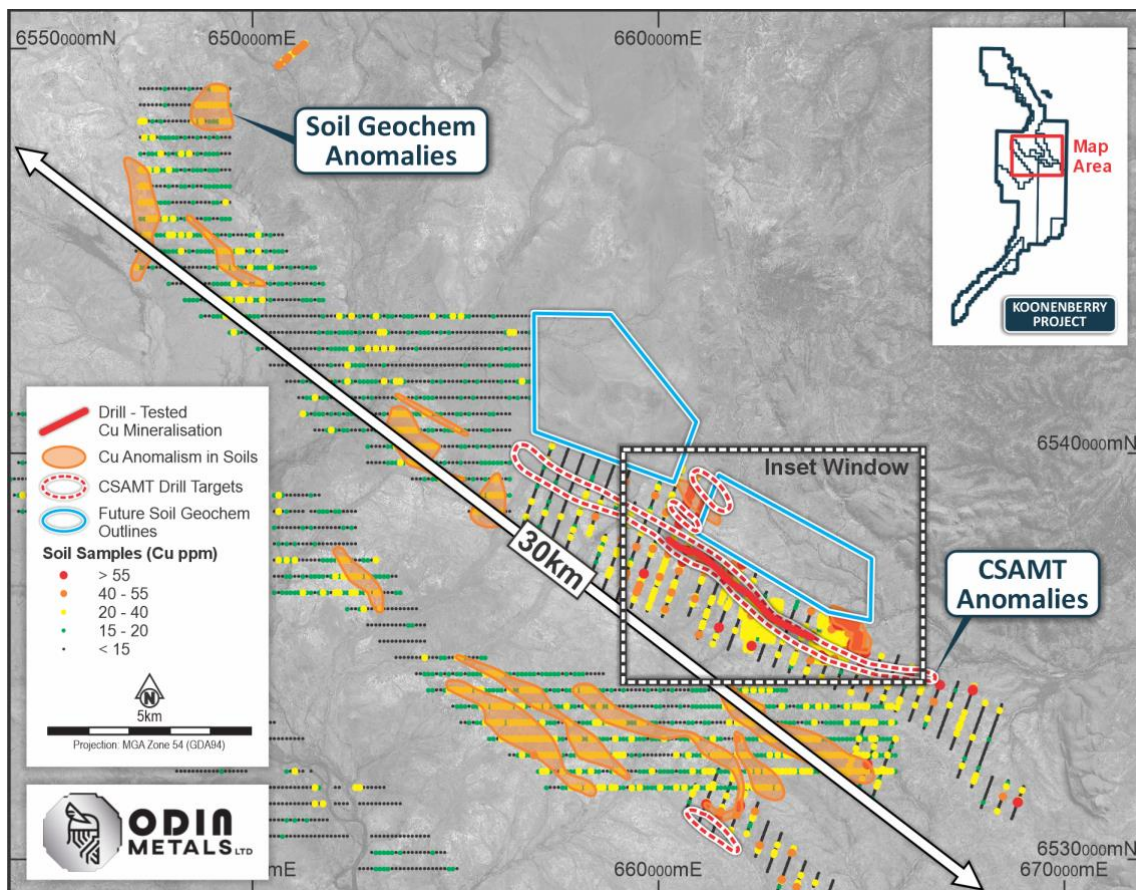 6550000mN
650000mE
660000mE
Soil Geochem
Anomalies
Map
Area
KOONENBERRY
PROJECT
Drill - Tested
Cu Mineralisation
Cu Anomalism in Soils
CSAMT Drill Targets
Future Soil Geochem
Outlines
Soil Samples (Cu ppm)
> 55
40 - 55
20 - 40
15 - 20
< 15
N
5km
Projection: MGA Zone 54 (GDA94)
6540000mN
Inset Window
30km
CSAMT
Anomalies
ODIN
METALS LTD
mE
660000mE
6530000mN
670000mE